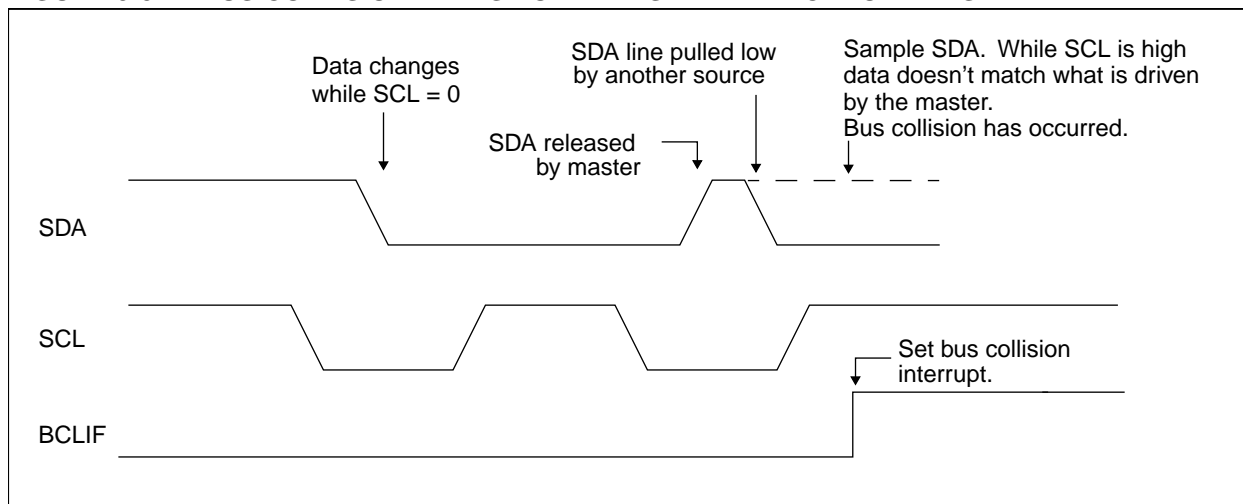 Data changes
while SCL = 0
SDA line pulled low
by another source
Sample SDA. While SCL is high
data doesn't match what is driven
by the master.
Bus collision has occurred.
SDA released
by master
SDA
SCL
Set bus collision
interrupt.
BCLIF